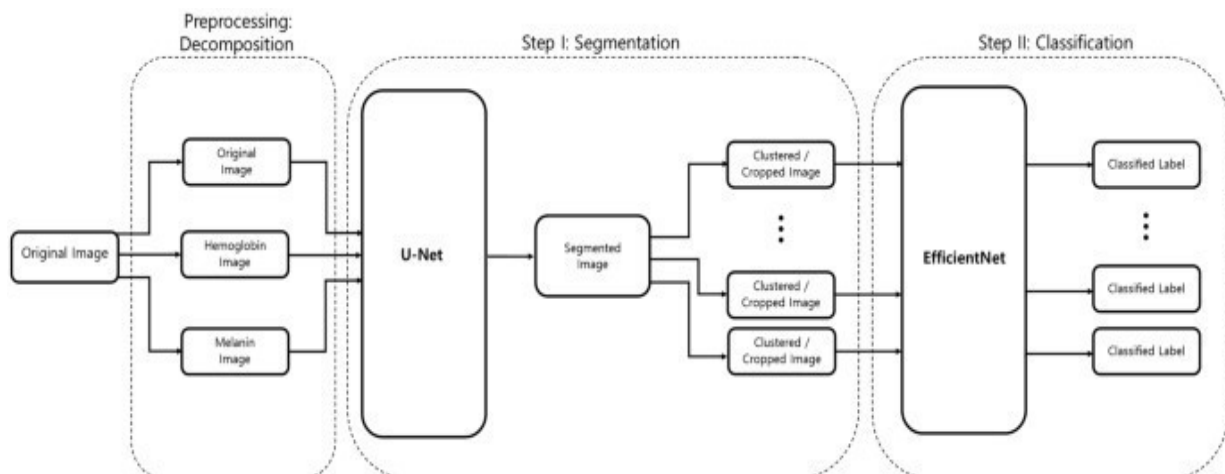 Preprocessing:
Decomposition
Step I: Segmentation
Step II: Classification
Original Image
Original
Image
Hemoglobin
Image
Melanin
Image
U-Net
Segmented
Image
Clustered /
Cropped Image
Clustered /
Cropped Image
Clustered /
Cropped Image
EfficientNet
Classified Label
Classified Label
Classified Label